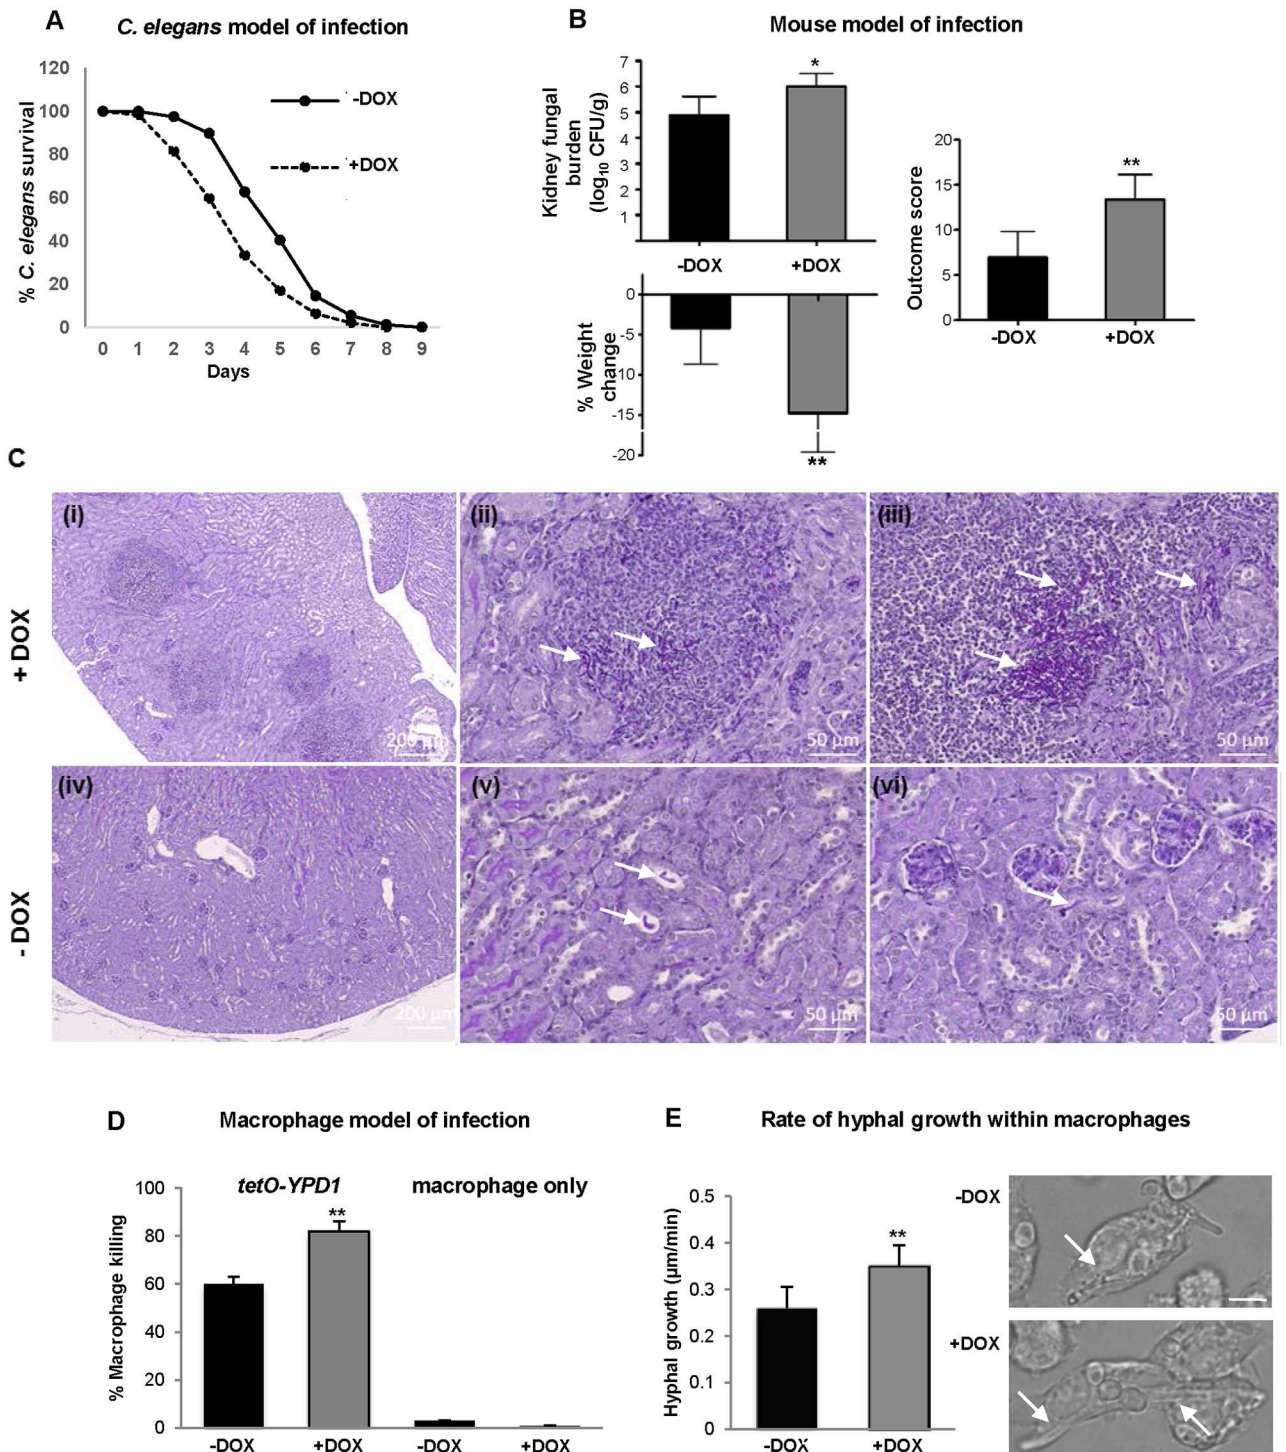 A
C. elegans model of infection
120
100
80
60
40
20
0
% C. elegans survival
-DOX
+DOX
0 1 2 3 4 5 6 7 8 9
Days
B
Mouse model of infection
7
6
5
4
3
2
1
Kidney fungal
burden
(log10 CFU/g)
*
-DOX +DOX
0
-5
-10
-15
-20
% Weight
change
**
20
15
10
5
0
Outcome score
**
-DOX +DOX
C
+ DOX
(i)
200 µm
(ii)
50 µm
(iii)
50 µm
- DOX
(iv)
200 µm
(v)
50 µm
(vi)
50 µm
D
Macrophage model of infection
100
80
60
40
20
0
% Macrophage killing
tetO-YPD1
macrophage only
**
-DOX +DOX -DOX +DOX
E
Rate of hyphal growth within macrophages
0.5
0.4
0.3
0.2
0.1
0
Hyphal growth (µm/min)
**
-DOX +DOX
-DOX
+DOX